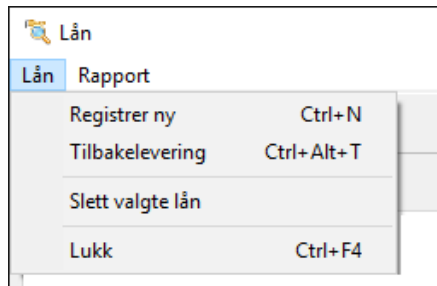 Lån
Lån Rapport
Registrer ny Ctrl+N
Tilbakelevering Ctrl+Alt+T
Slett valgte lån
Lukk Ctrl+F4